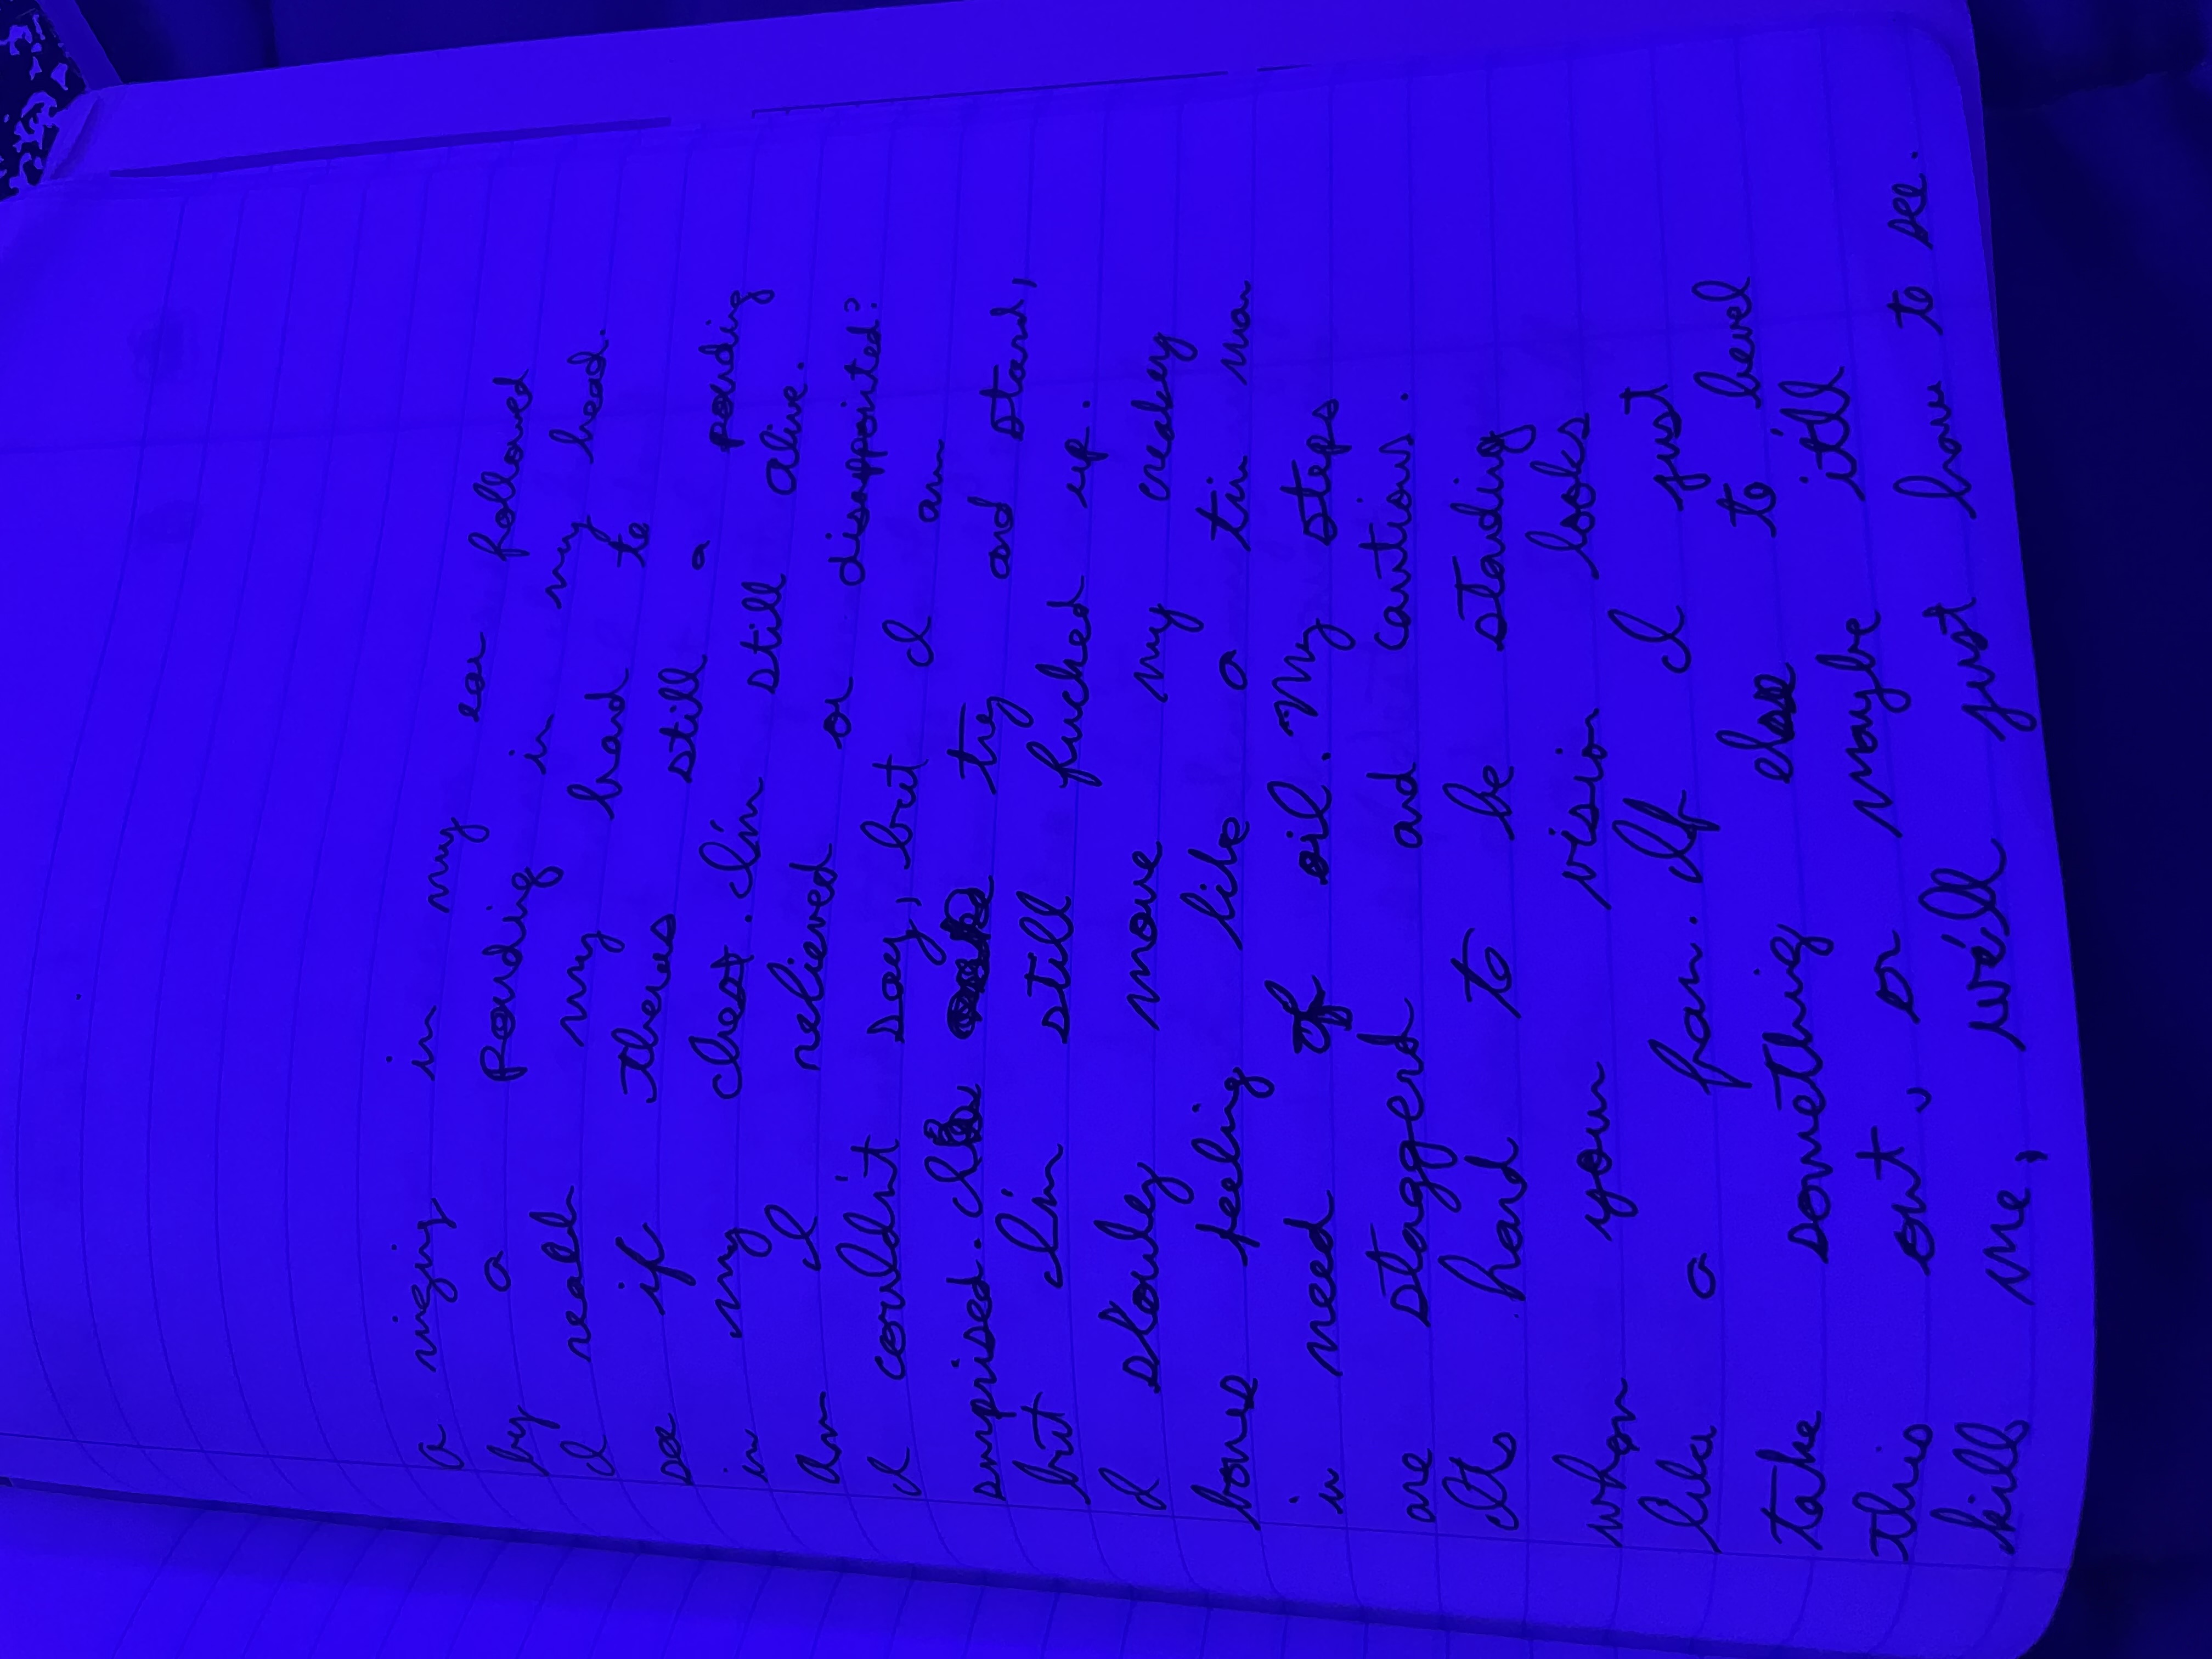 a ringing in my ear followed
by a pounding in my head.
I reach my hand to
see if theres still a pounding
in my chest. I'm still alive.
Am I relieved or disappointed?
I couldn't say, but I am
surprised. I try and stand,
but I'm still fucked up.
I slowly move my creakey
bones feeling like a tin man
in need of oil. My steps
are staggerd and cautious.
Its hard to be standing
when your vision looks
like a fan. If I just
take something else to level
this out, or maybe it'll
kill me, we'll just have to see.